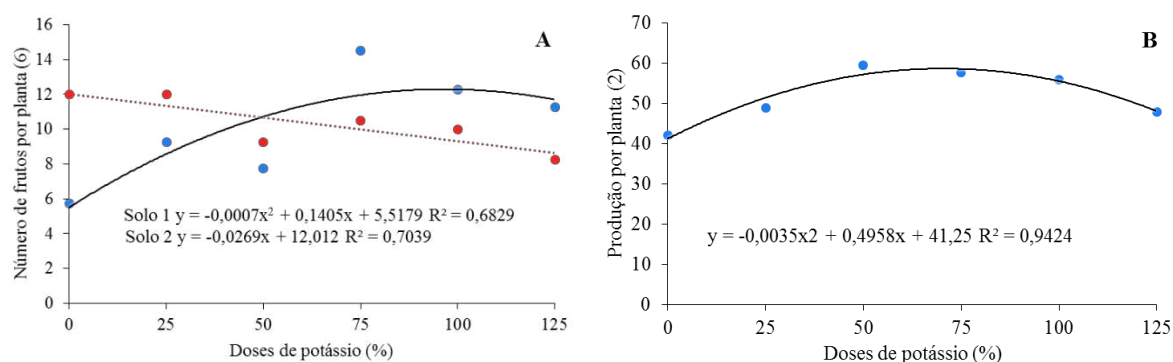 A
Número de frutos por planta (6)
16
14
12
10
8
6
4
2
0
Solo 1 y = -0,0007x² + 0,1405x + 5,5179 R² = 0,6829
Solo 2 y = -0,0269x + 12,012 R² = 0,7039
0 25 50 75 100 125
Doses de potássio (%)
B
Produção por planta (2)
70
60
50
40
30
20
10
0
y = -0,0035x2 + 0,4958x + 41,25 R² = 0,9424
0 25 50 75 100 125
Doses de potássio (%)